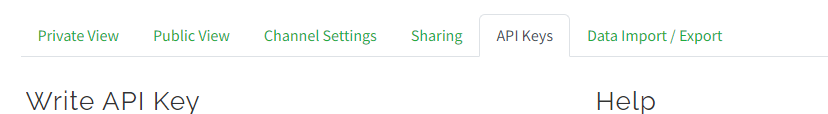 Private View Public View Channel Settings Sharing API Keys Data Import / Export
Write API Key Help